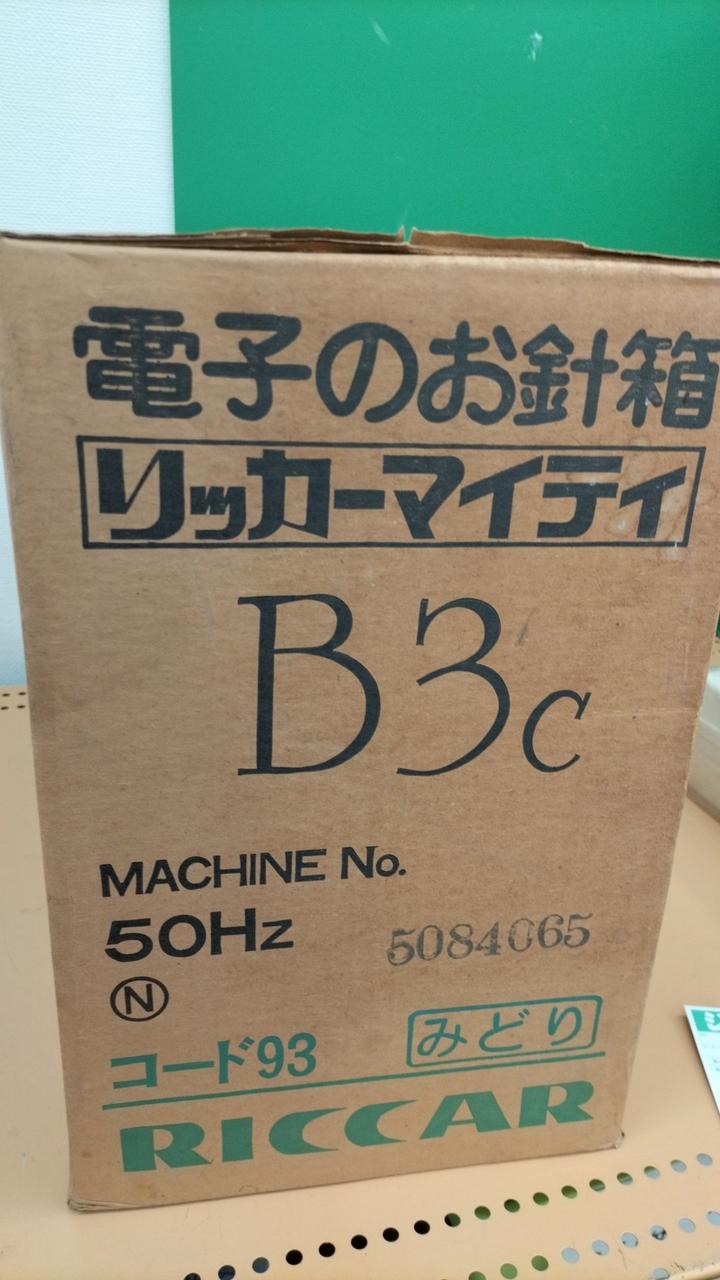 電子のお針箱
リッカーマイティ
B3c
MACHINE No.
50Hz 5084065
Ⓝ
コード93 みどり
RICCAR